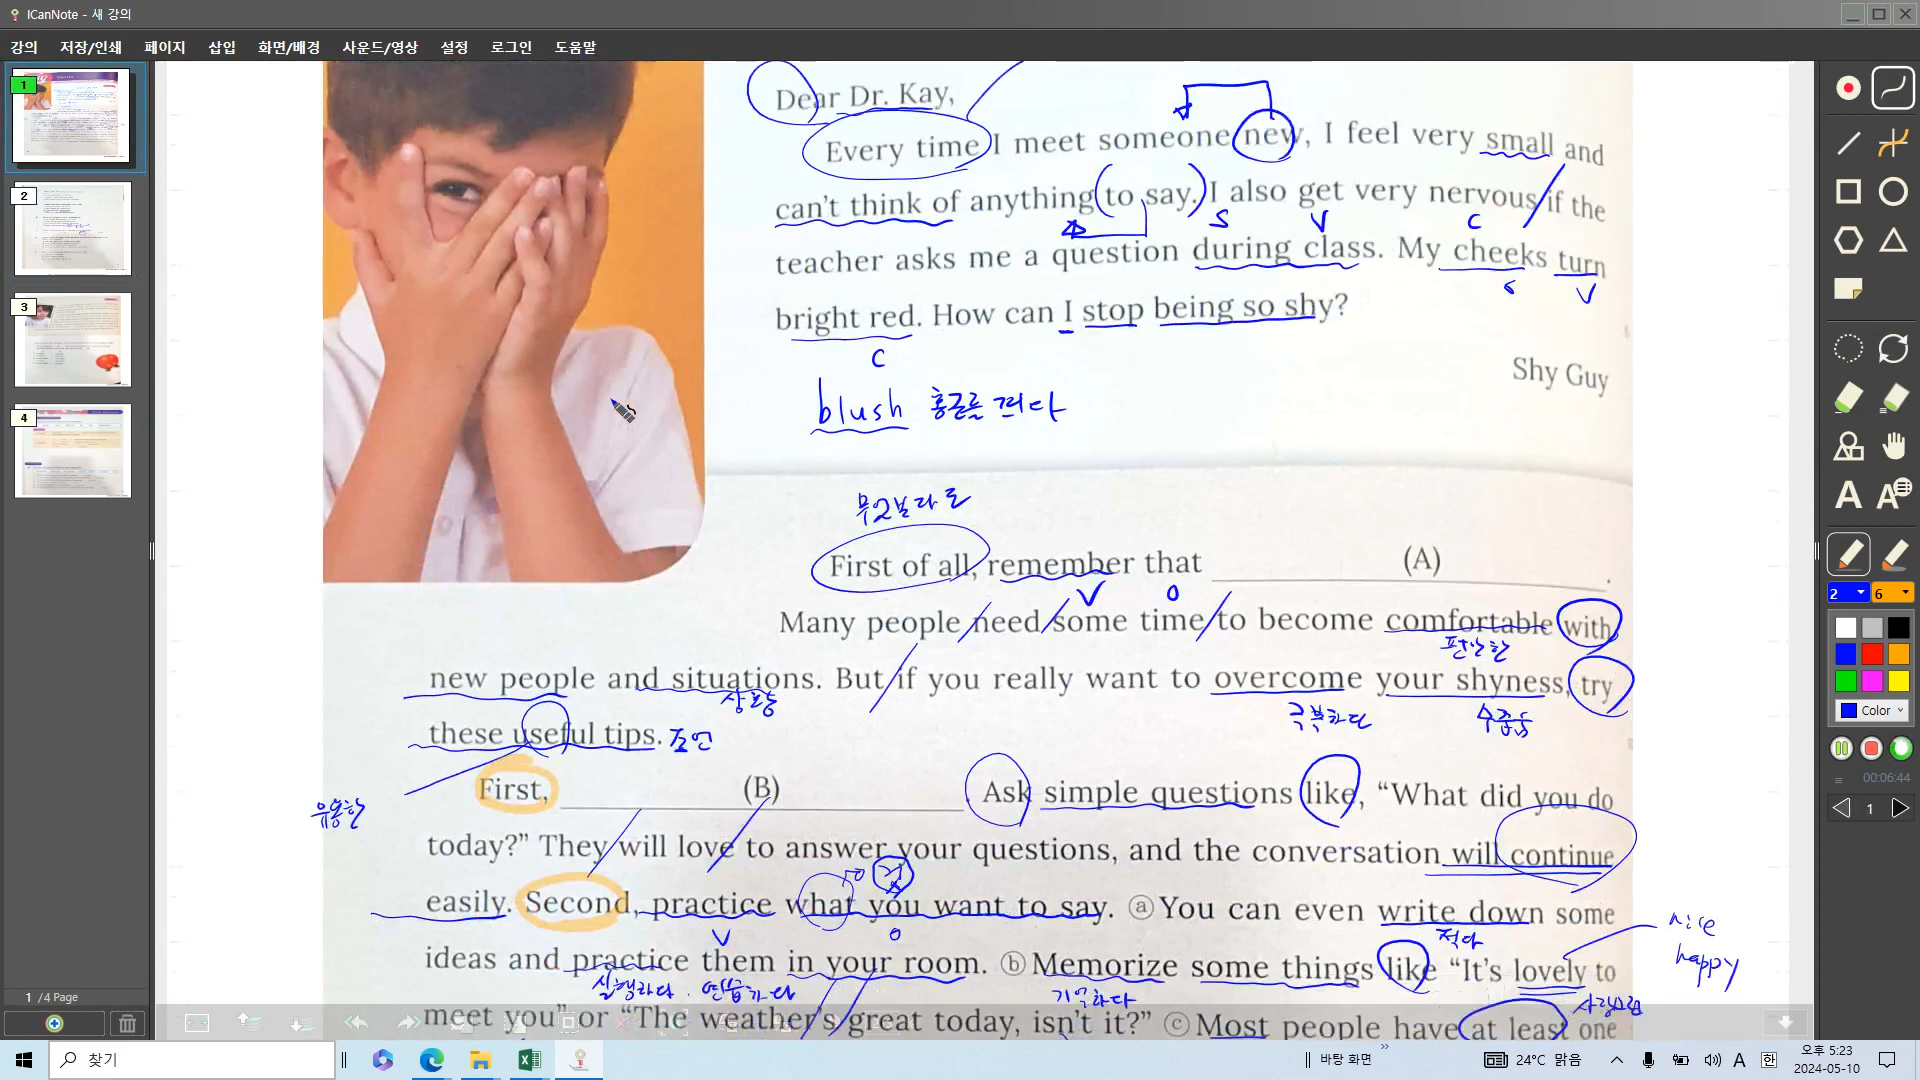 ICanNote - 새 강의
강의 저장/인쇄 페이지 삽입 화면/배경 사운드/영상 설정 로그인 도움말
1
2
3
4
Dear Dr. Kay,
Every time I meet someone new, I feel very small and
can't think of anything (to say.) I also get very nervous / if the
S V C
teacher asks me a question during class. My cheeks turn
s V
bright red. How can I stop being so shy?
C
Shy Guy
blush 홍조를 띄다
무엇보다도
First of all, remember that (A) .
V O
Many people / need / some time / to become comfortable with
편안한
new people and situations. But / if you really want to overcome your shyness, try
상황 극복하다 수줍음
these useful tips. 조언
유용한
First, (B) . Ask simple questions like, “What did you do
today?” They / will love / to answer your questions, and the conversation will continue
easily. Second, practice what you want to say. ⓐ You can even write down some
V O 적다
nice
happy
ideas and practice them in your room. ⓑ Memorize some things like “It's lovely to
실행하다. 연습하다 기억하다 사랑스런
meet you” or “The weather's great today, isn't it?” ⓒ Most people have at least one
2 6
Color
00:06:44
1
1 /4 Page
찾기
바탕 화면
24°C 맑음
A 한
오후 5:23
2024-05-10